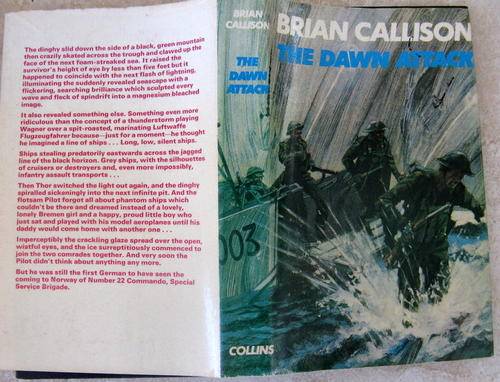 The dinghy slid down the side of a black, green mountain
then crazily skated across the trough and clawed up the
face of the next foam-streaked sea. It raised the
survivor's height of eye by less than five feet but it
happened to coincide with the next flash of lightning,
illuminating the suddenly revealed seascape with a
flickering, searching brilliance which sculpted every
wave and fleck of spindrift into a magnesium bleached
image.
It also revealed something else. Something even more
ridiculous than the concept of a thunderstorm playing
Wagner over a spit-roasted, marinating Luftwaffe
Flugzeugfahrer because—just for a moment—he thought
he imagined a line of ships . . . Long, low, silent ships.
Ships stealing predatorily eastwards across the jagged
line of the black horizon. Grey ships, with the silhouettes
of cruisers or destroyers and, even more impossibly,
infantry assault transports . . .
Then Thor switched the light out again, and the dinghy
spiralled sickeningly into the next infinite pit. And the
flotsam Pilot forgot all about phantom ships which
couldn't be there and dreamed instead of a lovely,
lonely Bremen girl and a happy, proud little boy who
just sat and played with his model aeroplanes until his
daddy would come home with another one . . .
Imperceptibly the crackling glaze spread over the open,
wistful eyes, and the ice surreptitiously commenced to
join the two comrades together. And very soon the
Pilot didn't think about anything any more.
But he was still the first German to have seen the
coming to Norway of Number 22 Commando, Special
Service Brigade.
BRIAN
CALLISON
THE
DAWN
ATTACK
03
COLLINS
BRIAN CALLISON
THE DAWN ATTACK